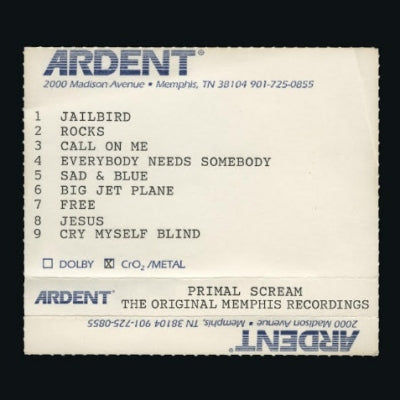 ARDENT®
2000 Madison Avenue • Memphis, TN 38104 901-725-0855
1 JAILBIRD
2 ROCKS
3 CALL ON ME
4 EVERYBODY NEEDS SOMEBODY
5 SAD & BLUE
6 BIG JET PLANE
7 FREE
8 JESUS
9 CRY MYSELF BLIND
☐ DOLBY ☒ CrO₂ /METAL
ARDENT® PRIMAL SCREAM
THE ORIGINAL MEMPHIS RECORDINGS
2000 Madison Avenue • Memphis, TN 38104 901-725-0855
ARDENT